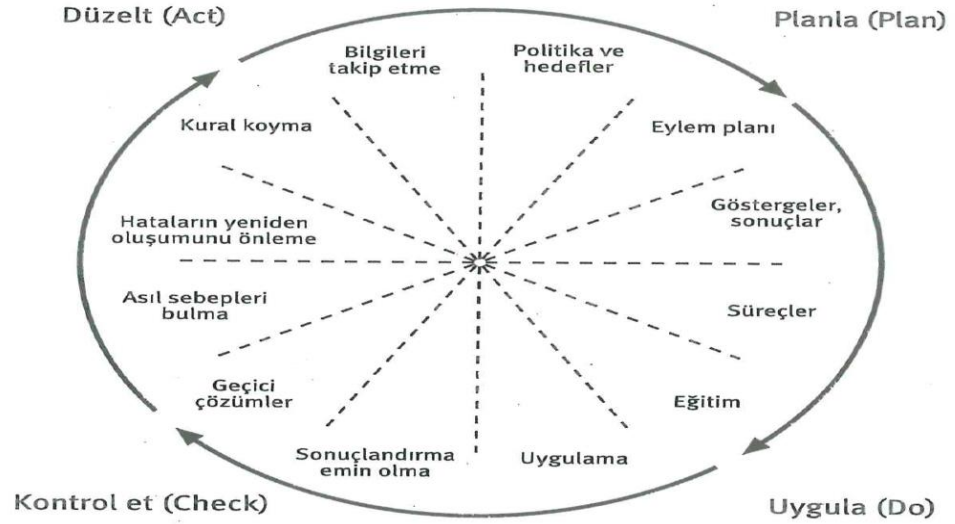 Düzelt (Act)
Planla (Plan)
Bilgileri
takip etme
Politika ve
hedefler
Kural koyma
Eylem planı
Hataların yeniden
oluşumunu önleme
Göstergeler,
sonuçlar
Asıl sebepleri
bulma
Süreçler
Geçici
çözümler
Eğitim
Sonuçlandırma
emin olma
Uygulama
Kontrol et (Check)
Uygula (Do)